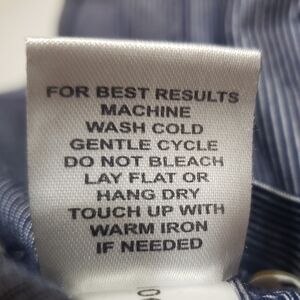 FOR BEST RESULTS
MACHINE
WASH COLD
GENTLE CYCLE
DO NOT BLEACH
LAY FLAT OR
HANG DRY
TOUCH UP WITH
WARM IRON
IF NEEDED